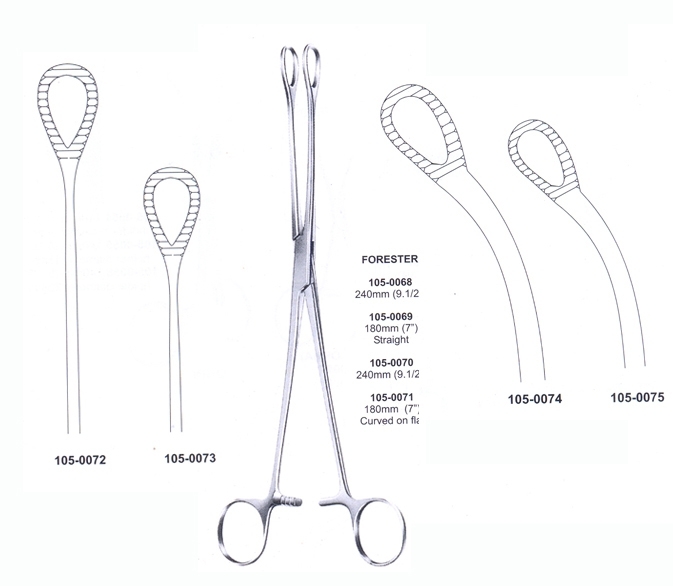 FORESTER
105-0068
240mm (9.1/2
105-0069
180mm (7")
Straight
105-0070
240mm (9.1/2
105-0071
180mm (7"
Curved on fla
105-0072
105-0073
105-0074
105-0075